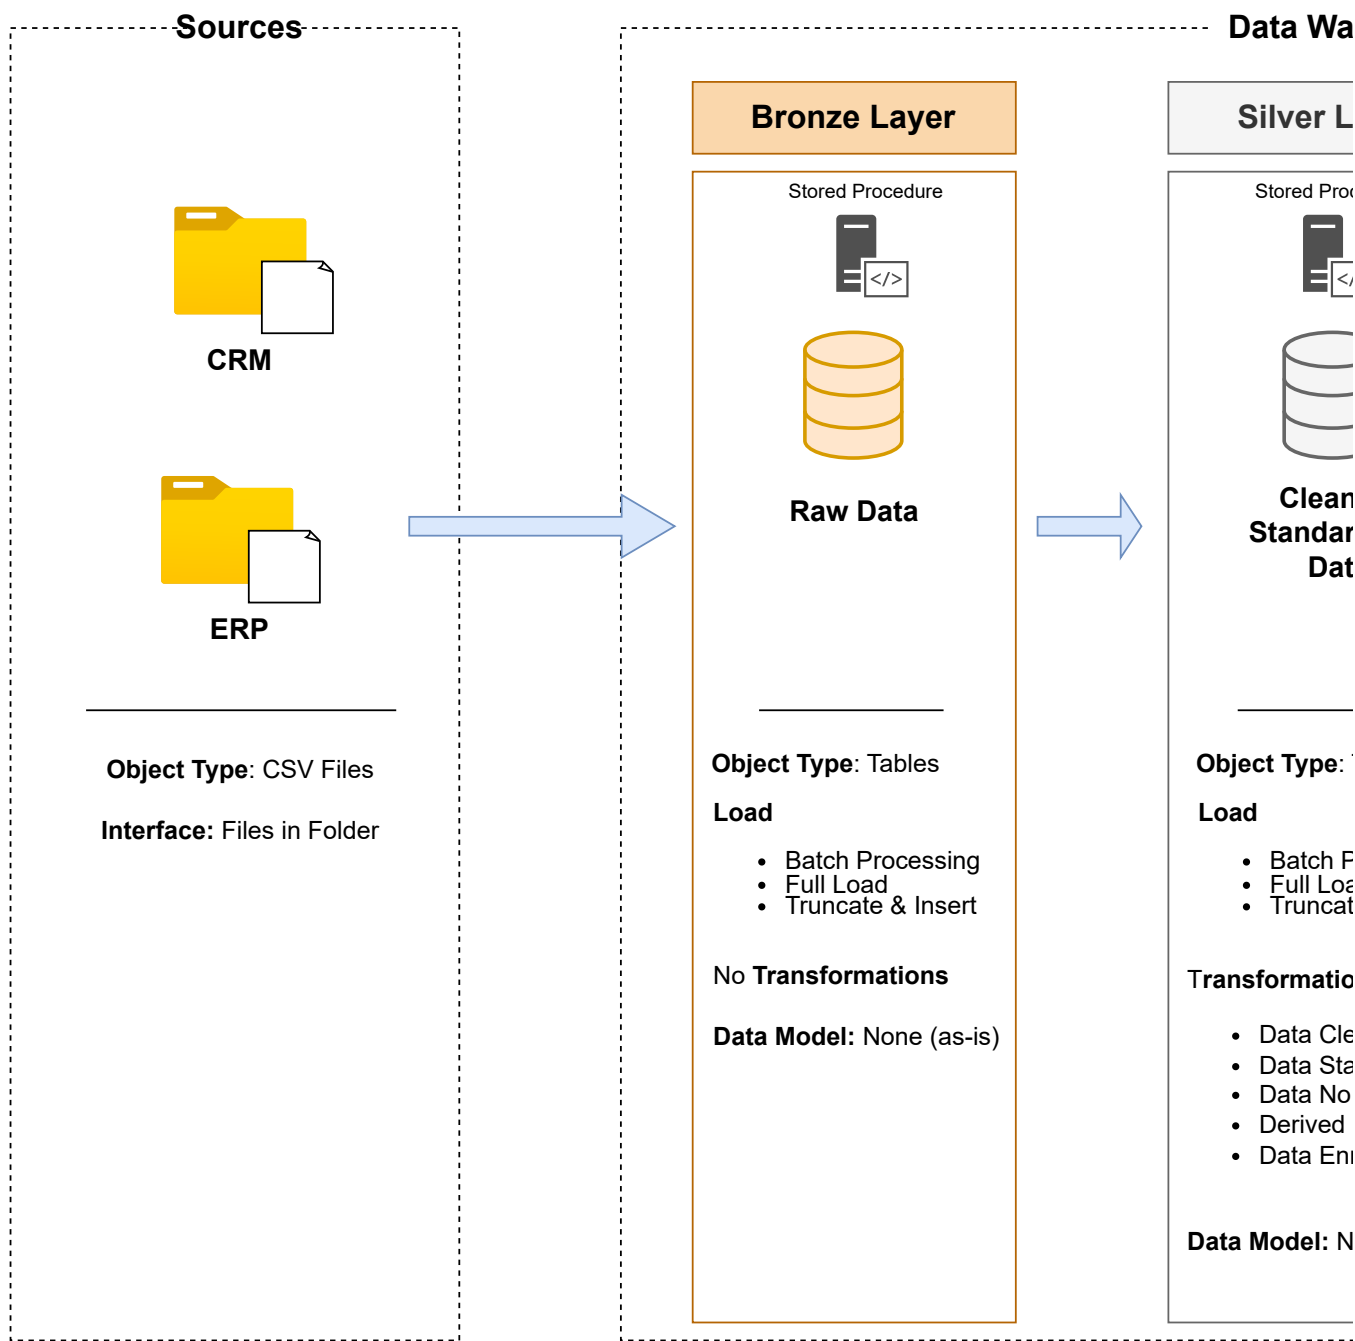 Sources
CRM
ERP
Object Type: CSV Files
Interface: Files in Folder
Data Wa
Bronze Layer
Stored Procedure
</>
Raw Data
Object Type: Tables
Load
• Batch Processing
• Full Load
• Truncate & Insert
No Transformations
Data Model: None (as-is)
Silver L
Stored Proc
Clean
Standar
Dat
Object Type:
Load
• Batch P
• Full Loa
• Truncat
Transformatio
• Data Cle
• Data Sta
• Data No
• Derived
• Data Enr
Data Model: N